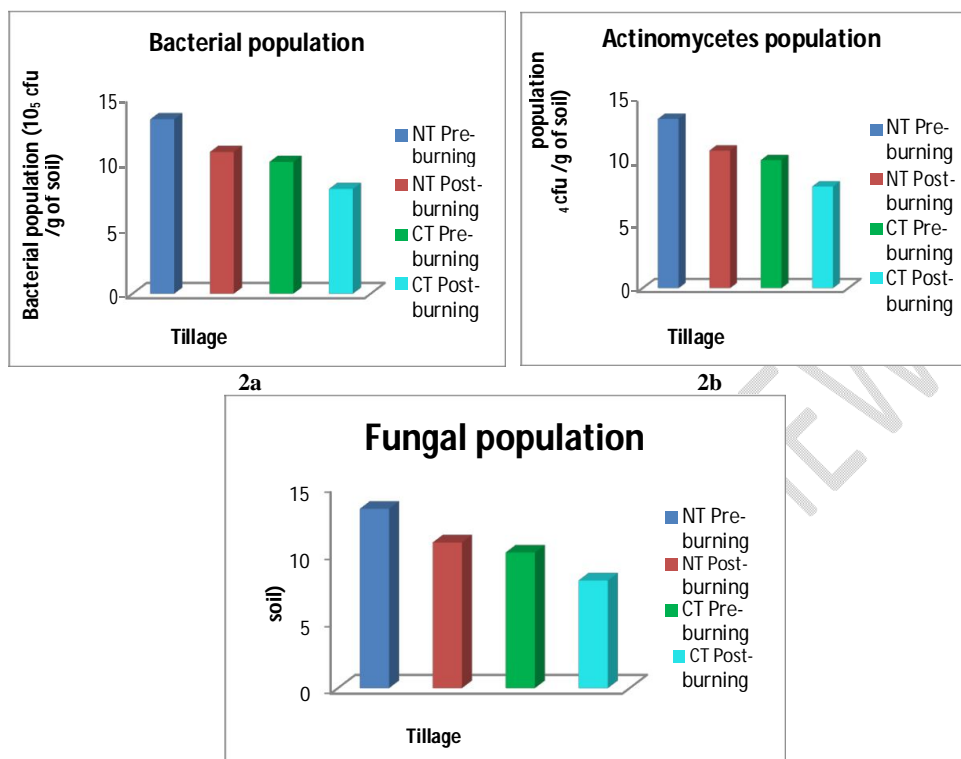 Bacterial population
Bacterial population (10₅ cfu
/g of soil)
15
10
5
0
NT Pre-
burning
NT Post-
burning
CT Pre-
burning
CT Post-
burning
Tillage
2a
Actinomycetes population
population
₄ cfu /g of soil)
15
10
5
0
NT Pre-
burning
NT Post-
burning
CT Pre-
burning
CT Post-
burning
Tillage
2b
Fungal population
soil)
15
10
5
0
NT Pre-
burning
NT Post-
burning
CT Pre-
burning
CT Post-
burning
Tillage